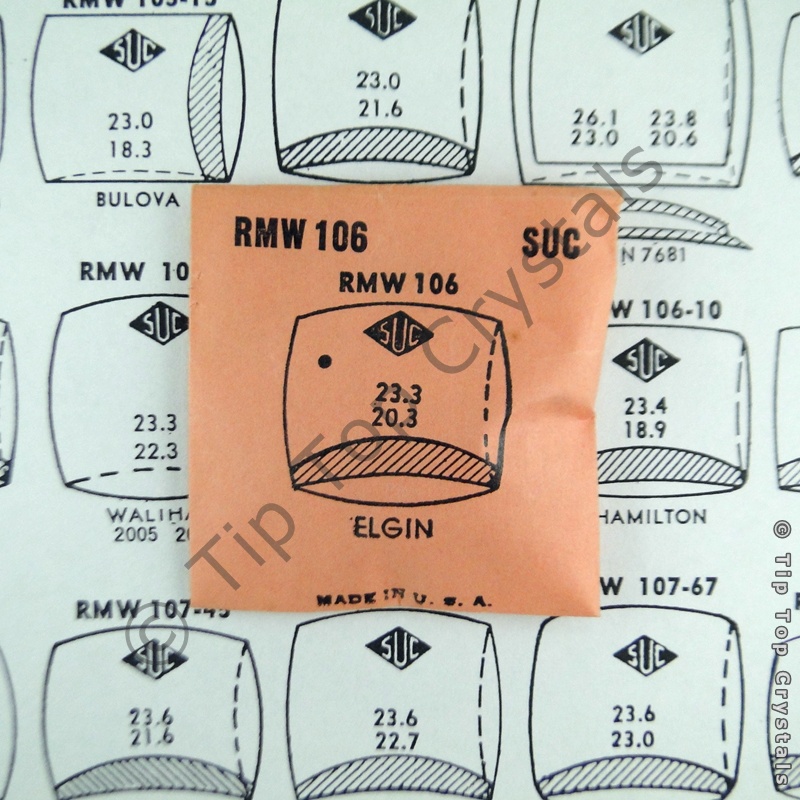 RMW 105-15
SUC
23.0
18.3
BULOVA
SUC
23.0
21.6
SUC
26.1 23.8
23.0 20.6
N 7681
RMW 106 SUC
RMW 106
SUC
23.3
20.3
ELGIN
MADE IN U. S. A.
RMW 10
SUC
23.3
22.3
2005 20
W 106-10
SUC
23.4
18.9
HAMILTON
RMW 107-45
SUC
23.6
21.6
SUC
23.6
22.7
W 107-67
SUC
23.6
23.0
© Tip Top Crystals
© Tip Top Crystals